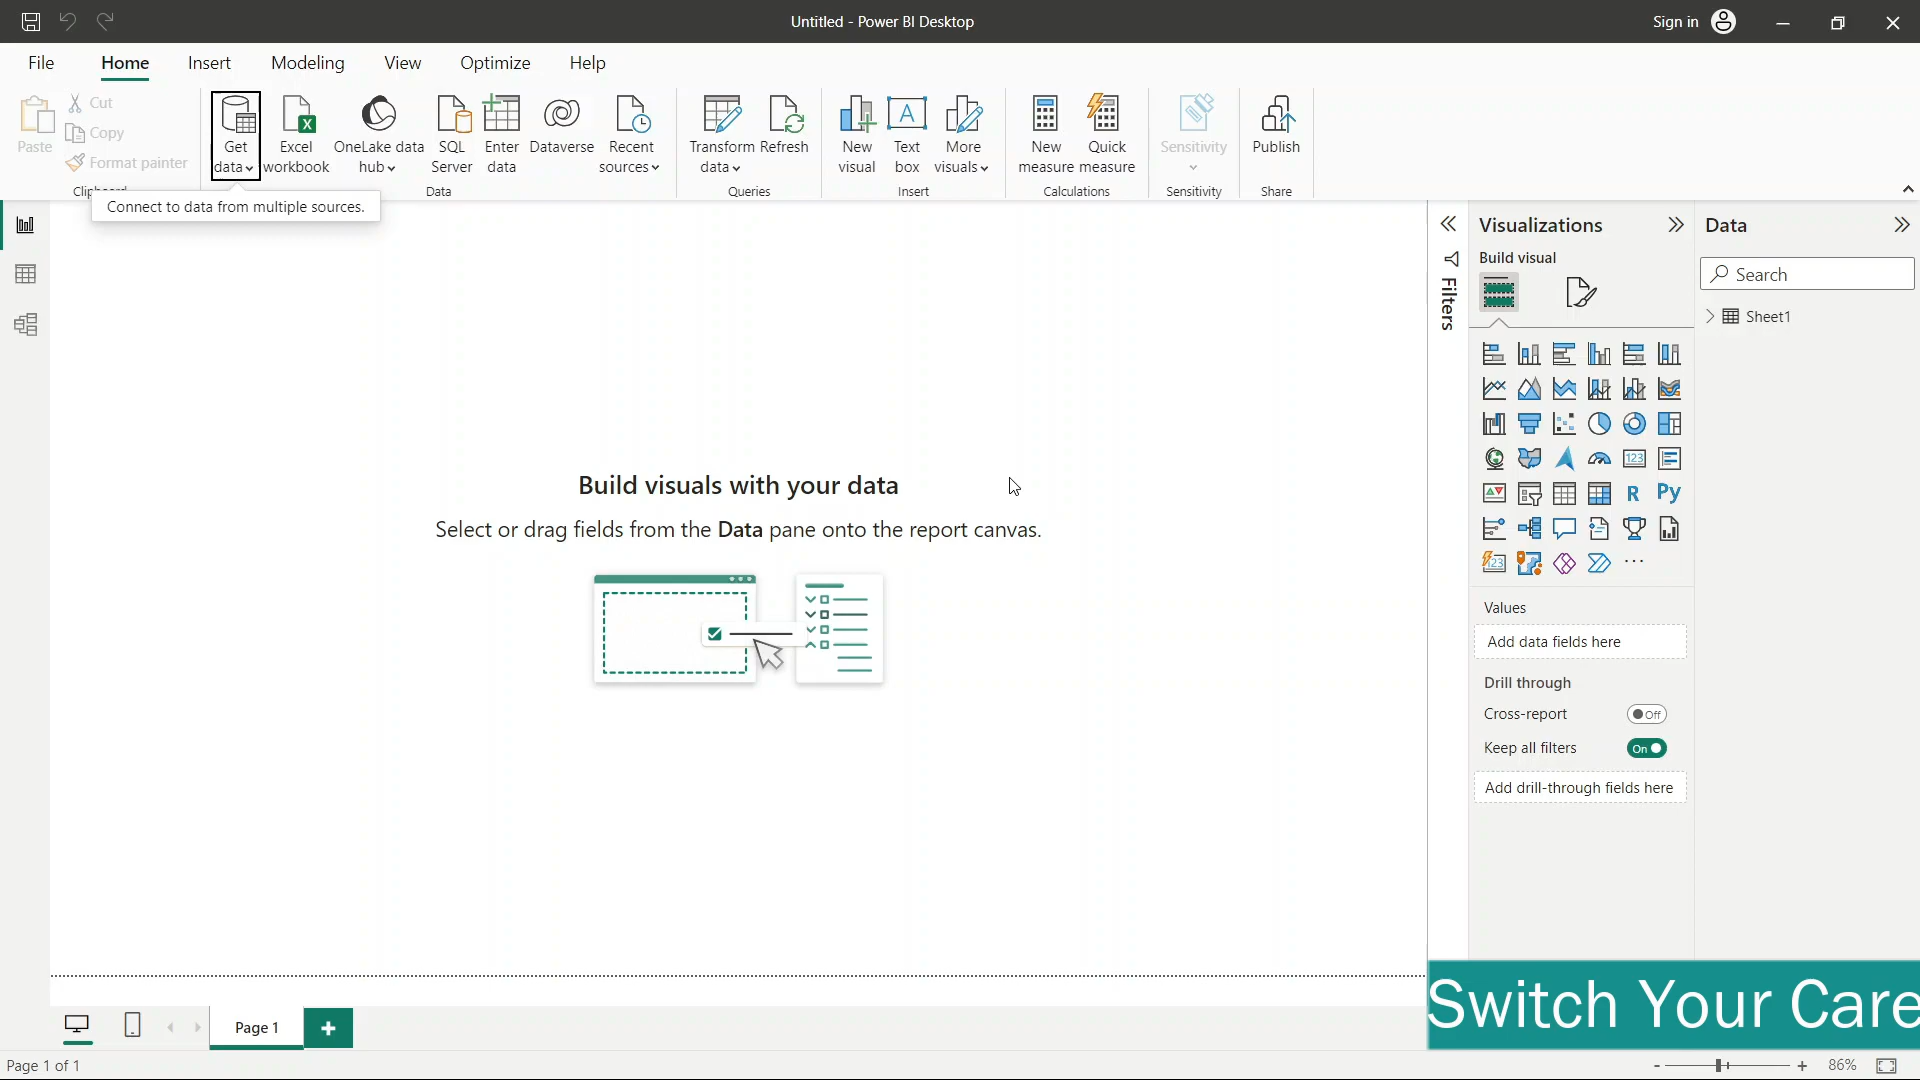 Untitled - Power BI Desktop
Sign in
File Home Insert Modeling View Optimize Help
Paste
Cut
Copy
Format painter
Get data
Excel workbook
OneLake data hub
SQL Server
Enter data
Dataverse
Recent sources
Transform data
Refresh
New visual
Text box
More visuals
New measure
Quick measure
Sensitivity
Publish
Data
Queries
Insert
Calculations
Sensitivity
Share
Connect to data from multiple sources.
Build visuals with your data
Select or drag fields from the Data pane onto the report canvas.
Filters
Visualizations
Build visual
123
R
Py
123
Values
Add data fields here
Drill through
Cross-report Off
Keep all filters On
Add drill-through fields here
Data
Search
Sheet1
Switch Your Care
Page 1
Page 1 of 1
86%